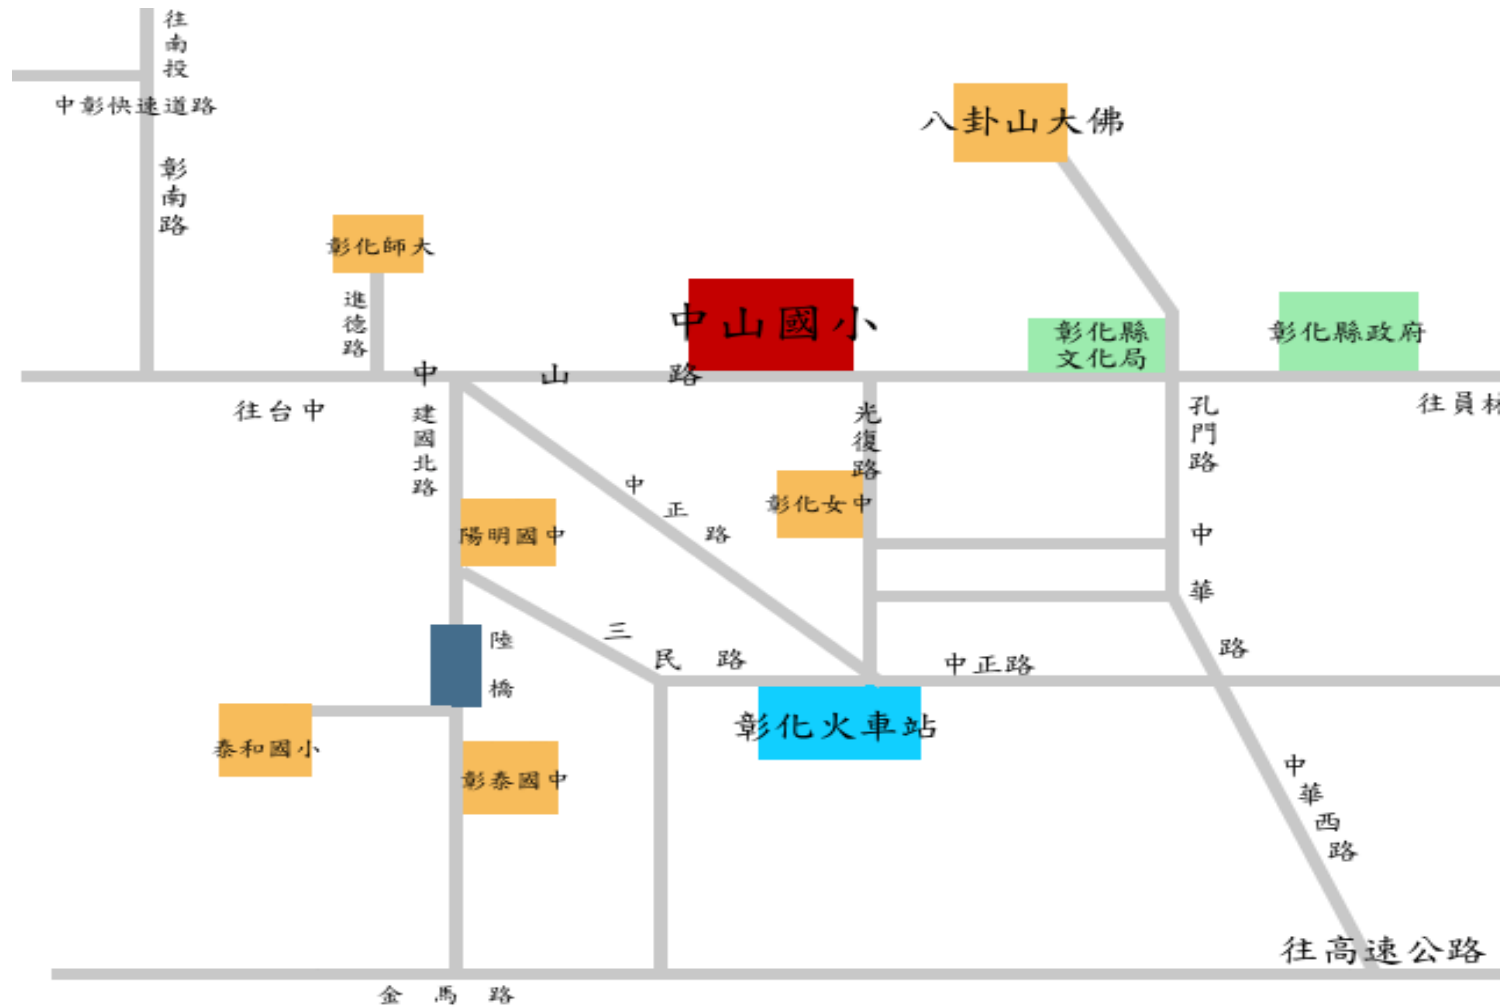 往南投
中彰快速道路
彰南路
八卦山大佛
彰化師大
進德路
中山國小
彰化縣
文化局
彰化縣政府
中山路
往台中
往員林
建國北路
光復路
孔門路
中正路
彰化女中
陽明國中
中華路
三民路
陸橋
中正路
彰化火車站
泰和國小
彰泰國中
中華西路
往高速公路
金馬路